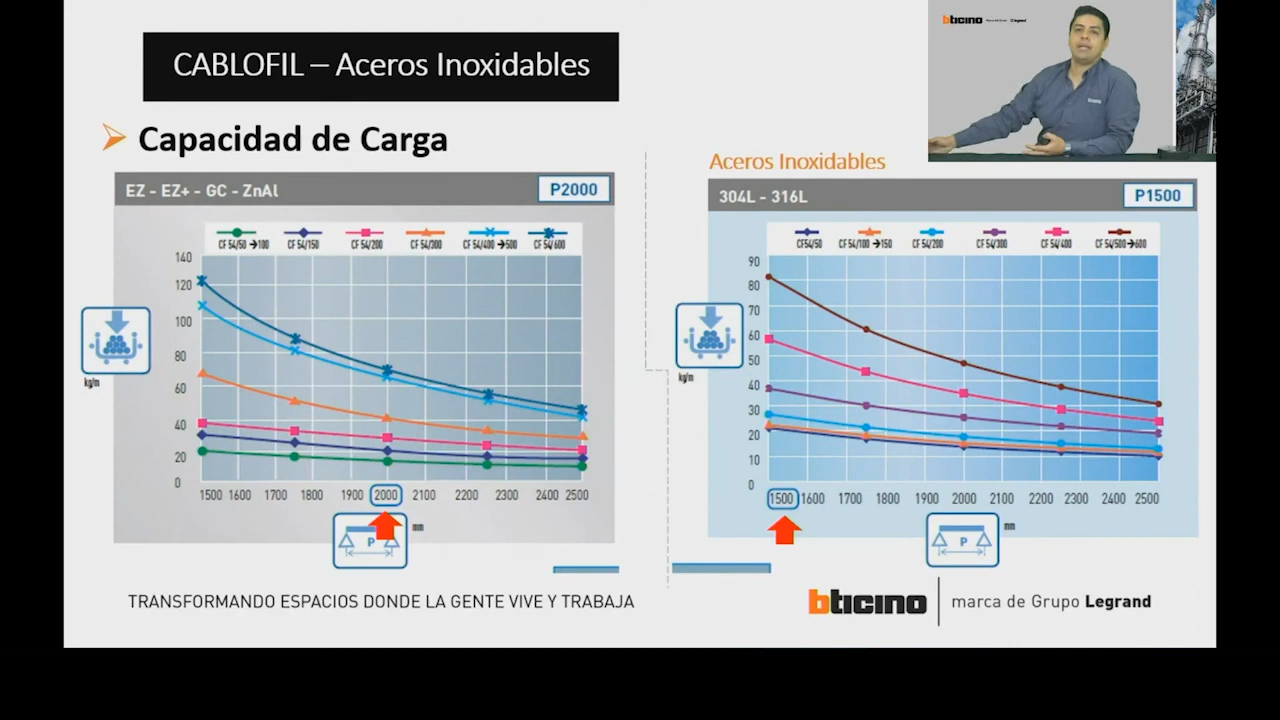 CABLOFIL – Aceros Inoxidables
bticino
Capacidad de Carga
EZ - EZ+ - GC - ZnAl
P2000
CF 54/50 → 100
CF 54/150
CF 54/200
CF 54/300
CF 54/400 → 500
CF 54/600
140
120
100
80
60
40
20
0
kg/m
1500 1600 1700 1800 1900 2000 2100 2200 2300 2400 2500
mm
P
Aceros Inoxidables
304L - 316L
P1500
CF54/50
CF 54/100 → 150
CF 54/200
CF 54/300
CF 54/400
CF 54/500 → 600
90
80
70
60
50
40
30
20
10
0
kg/m
1500 1600 1700 1800 1900 2000 2100 2200 2300 2400 2500
mm
P
TRANSFORMANDO ESPACIOS DONDE LA GENTE VIVE Y TRABAJA
bticino
marca de Grupo Legrand